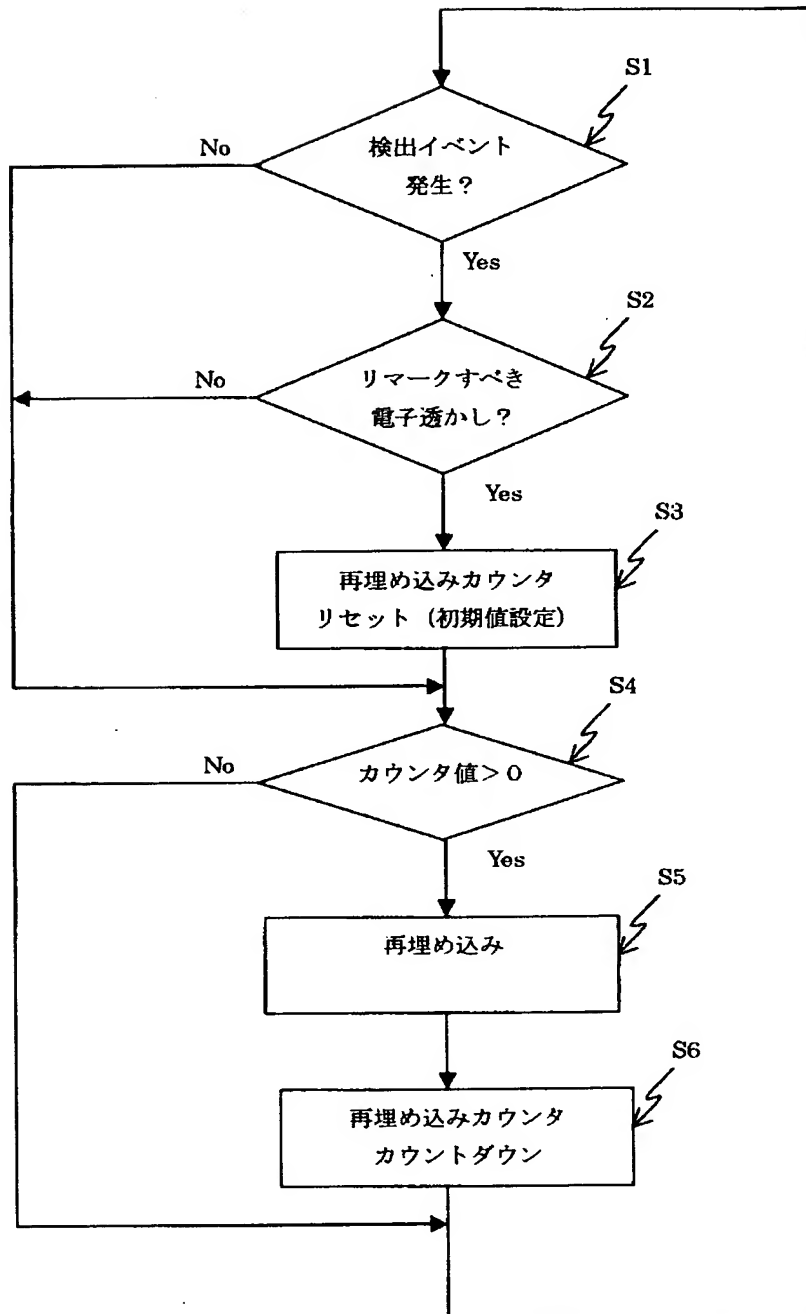 S1
検出イベント
発生？
No
Yes
S2
リマークすべき
電子透かし？
No
Yes
S3
再埋め込みカウンタ
リセット（初期値設定）
S4
カウンタ値＞０
No
Yes
S5
再埋め込み
S6
再埋め込みカウンタ
カウントダウン